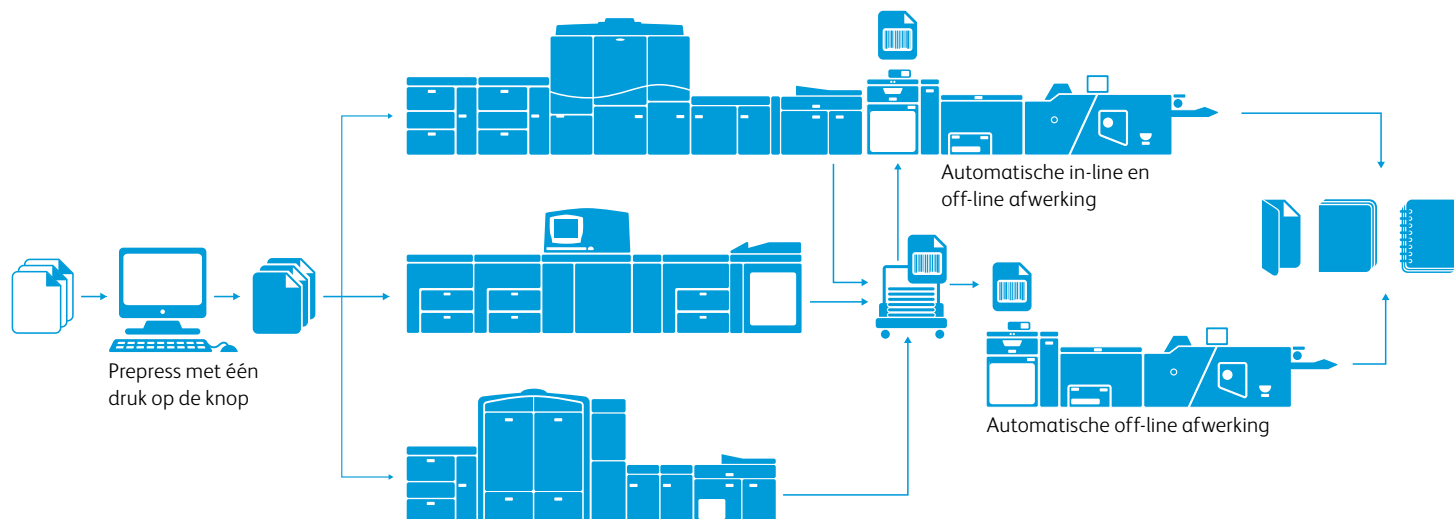 Automatische in-line en
off-line afwerking
Prepress met één
druk op de knop
Automatische off-line afwerking